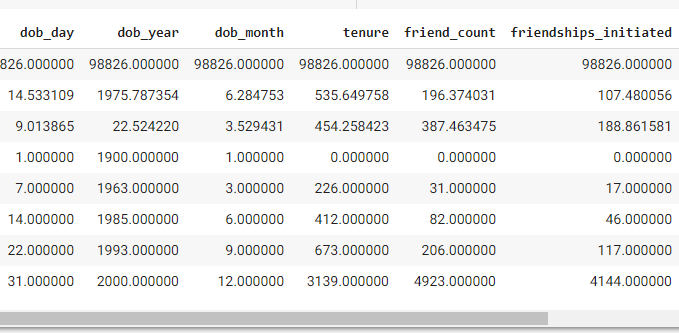 dob_day dob_year dob_month tenure friend_count friendships_initiated
826.000000 98826.000000 98826.000000 98826.000000 98826.000000 98826.000000
14.533109 1975.787354 6.284753 535.649758 196.374031 107.480056
9.013865 22.524220 3.529431 454.258423 387.463475 188.861581
1.000000 1900.000000 1.000000 0.000000 0.000000 0.000000
7.000000 1963.000000 3.000000 226.000000 31.000000 17.000000
14.000000 1985.000000 6.000000 412.000000 82.000000 46.000000
22.000000 1993.000000 9.000000 673.000000 206.000000 117.000000
31.000000 2000.000000 12.000000 3139.000000 4923.000000 4144.000000